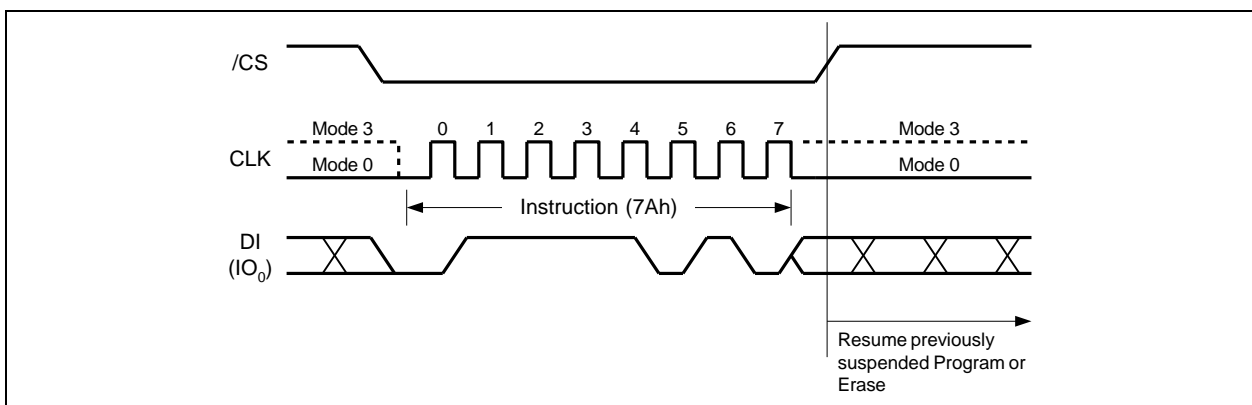 /CS
Mode 3 0 1 2 3 4 5 6 7 Mode 3
CLK
Mode 0 Mode 0
Instruction (7Ah)
DI
(IO0)
Resume previously
suspended Program or
Erase